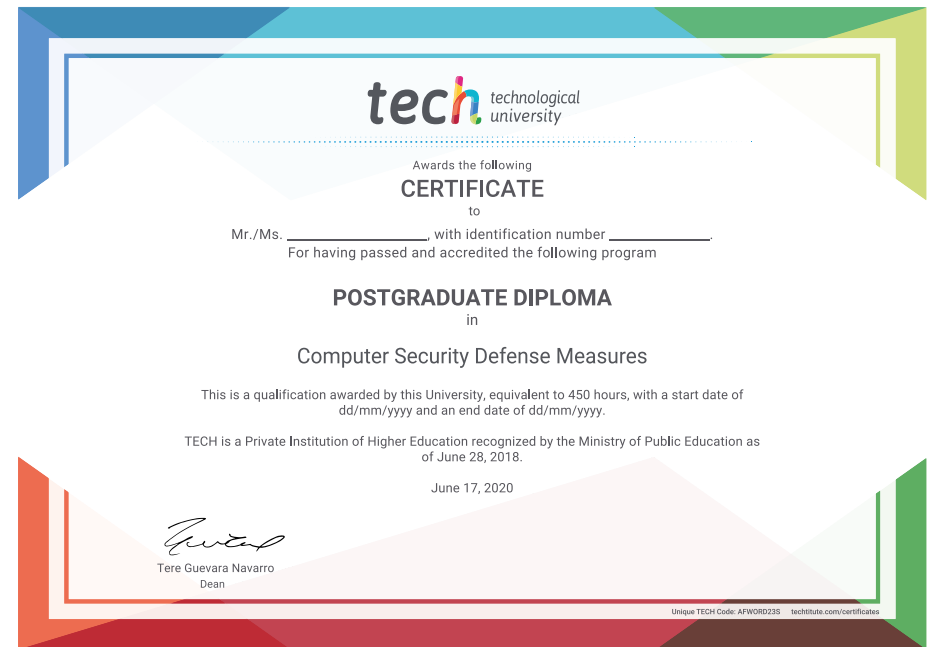 tech technological
university
Awards the following
CERTIFICATE
to
Mr./Ms. ____________________, with identification number ______________.
For having passed and accredited the following program
POSTGRADUATE DIPLOMA
in
Computer Security Defense Measures
This is a qualification awarded by this University, equivalent to 450 hours, with a start date of
dd/mm/yyyy and an end date of dd/mm/yyyy.
TECH is a Private Institution of Higher Education recognized by the Ministry of Public Education as
of June 28, 2018.
June 17, 2020
Tere Guevara Navarro
Dean
Unique TECH Code: AFWORD23S techtitute.com/certificates